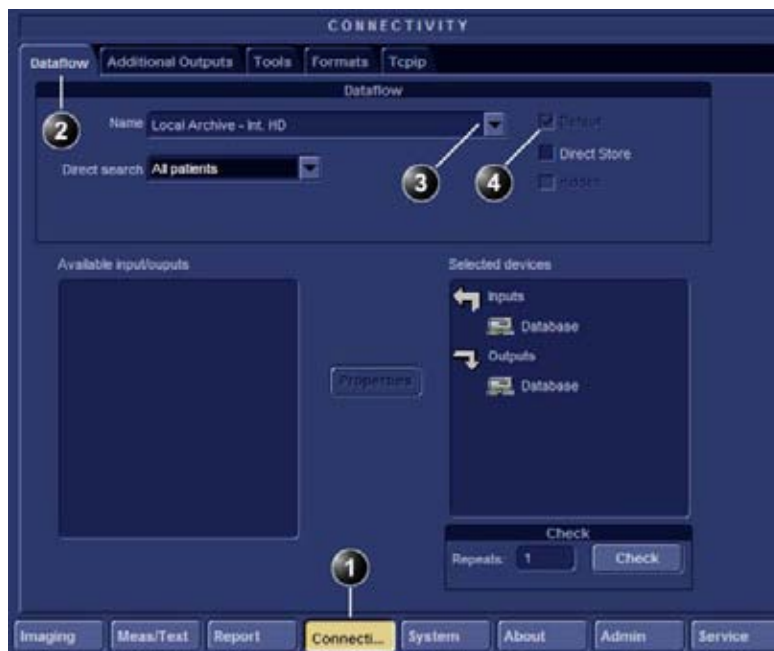 CONNECTIVITY
Dataflow Additional Outputs Tools Formats Tcpip
Dataflow
2 Name Local Archive - Int. HD Default
3 4
Direct search All patients Direct Store
Hidden
Available input/ouputs Selected devices
Inputs
Database
Outputs
Properties Database
Check
Repeats: 1 Check
1
Imaging Meas/Text Report Connecti... System About Admin Service